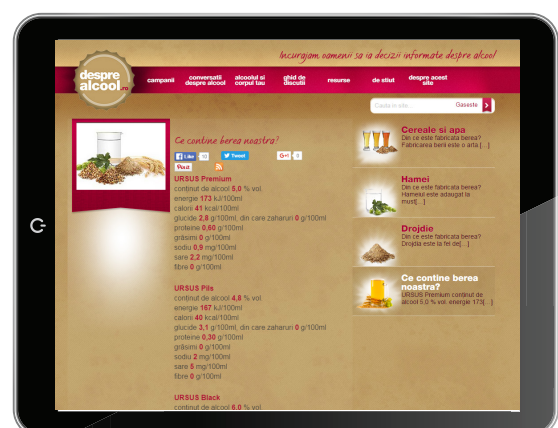 Incurajam oamenii sa ia decizii informate despre alcool
despre
alcool.ro
campanii
conversatii
despre alcool
alcoolul si
corpul tau
ghid de
discutii
resurse
de stiut
despre acest
site
Cauta in site...
Gaseste
Ce contine berea noastra?
Like 10
Tweet
G+1 0
Pinit
URSUS Premium
conținut de alcool 5,0 % vol.
energie 173 kJ/100ml
calorii 41 kcal/100ml
glucide 2,8 g/100ml, din care zaharuri 0 g/100ml
proteine 0,60 g/100ml
grăsimi 0 g/100ml
sodiu 0,9 mg/100ml
sare 2,2 mg/100ml
fibre 0 g/100ml
URSUS Pils
conținut de alcool 4,8 % vol.
energie 167 kJ/100ml
calorii 40 kcal/100ml
glucide 3,1 g/100ml, din care zaharuri 0 g/100ml
proteine 0,30 g/100ml
grăsimi 0 g/100ml
sodiu 2 mg/100ml
sare 5 mg/100ml
fibre 0 g/100ml
URSUS Black
conținut de alcool 6,0 % vol.
Cereale si apa
Din ce este fabricata berea?
Fabricarea berii este o arta [...]
Hamei
Din ce este fabricata berea?
Hameiul este adaugat la
must[...]
Drojdie
Din ce este fabricata berea?
Drojdia este la fel de[...]
Ce contine berea
noastra?
URSUS Premium conținut de
alcool 5,0 % vol. energie 173[...]